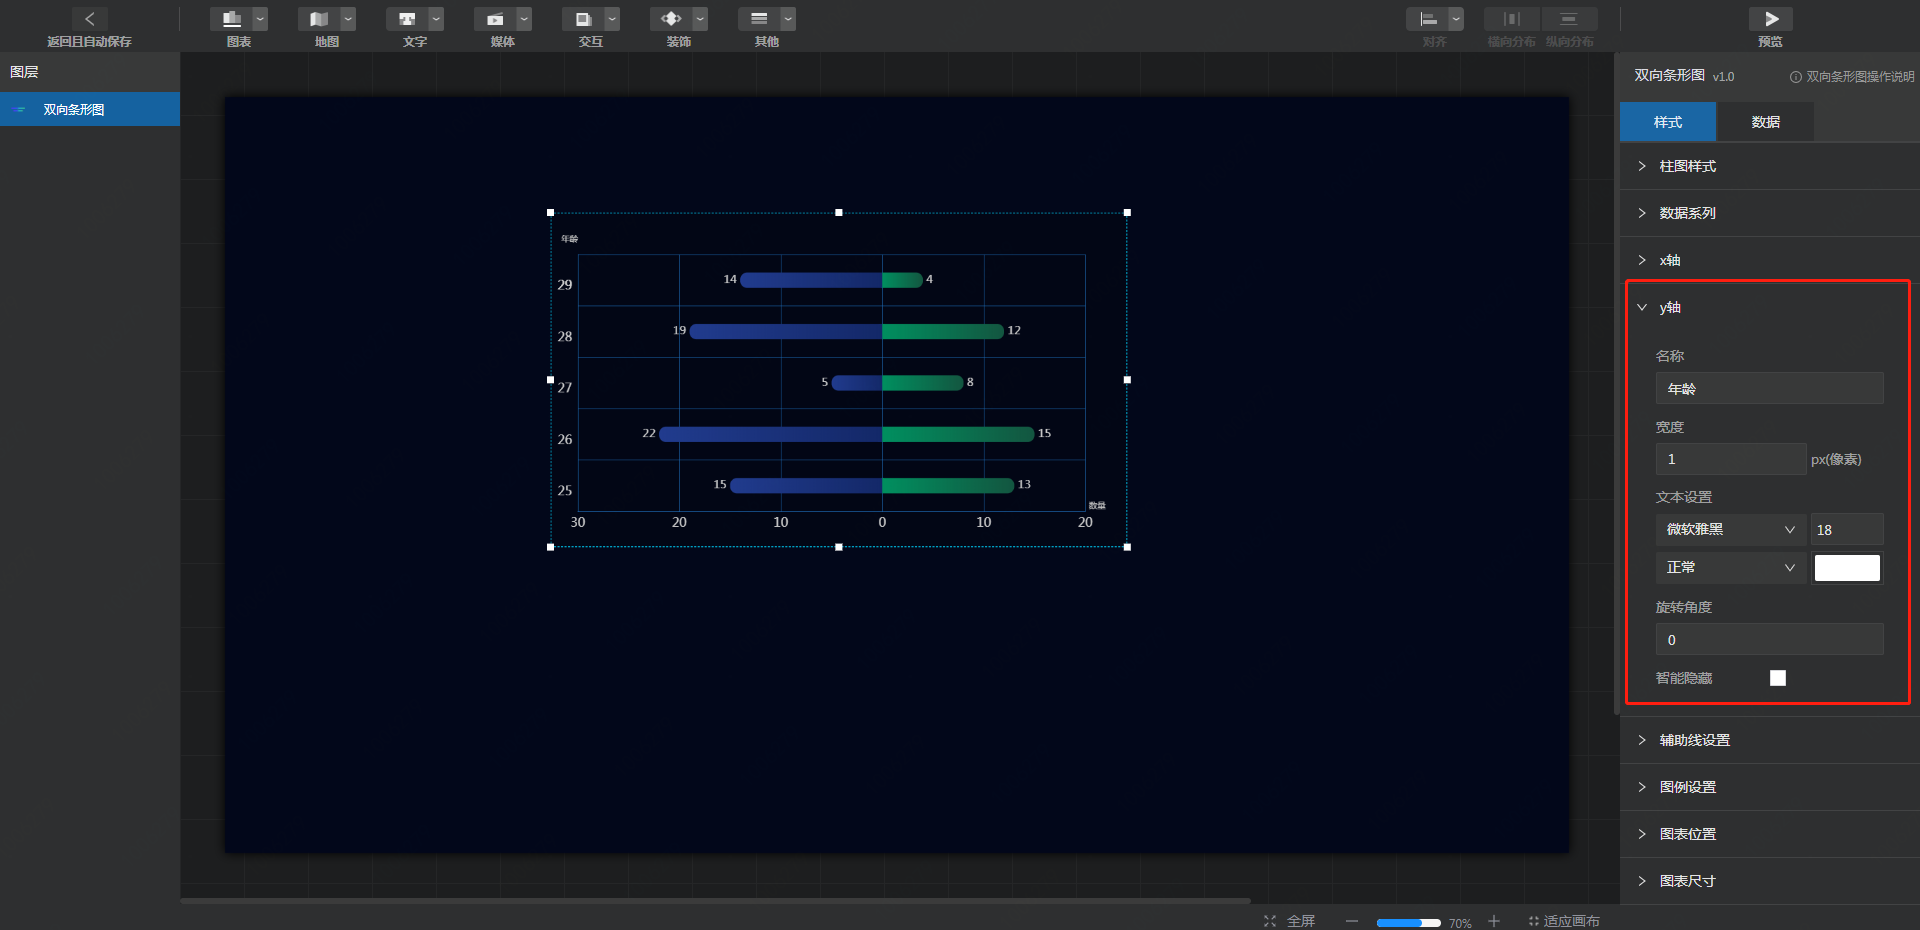 返回且自动保存
图表
地图
文字
媒体
交互
装饰
其他
对齐
横向分布
纵向分布
预览
图层
双向条形图
年龄
29
14
4
28
19
12
27
5
8
26
22
15
25
15
13
数量
30
20
10
0
10
20
双向条形图 v1.0
双向条形图操作说明
样式
数据
柱图样式
数据系列
x轴
y轴
名称
年龄
宽度
1
px(像素)
文本设置
微软雅黑
18
正常
旋转角度
0
智能隐藏
辅助线设置
图例设置
图表位置
图表尺寸
全屏
70%
适应画布